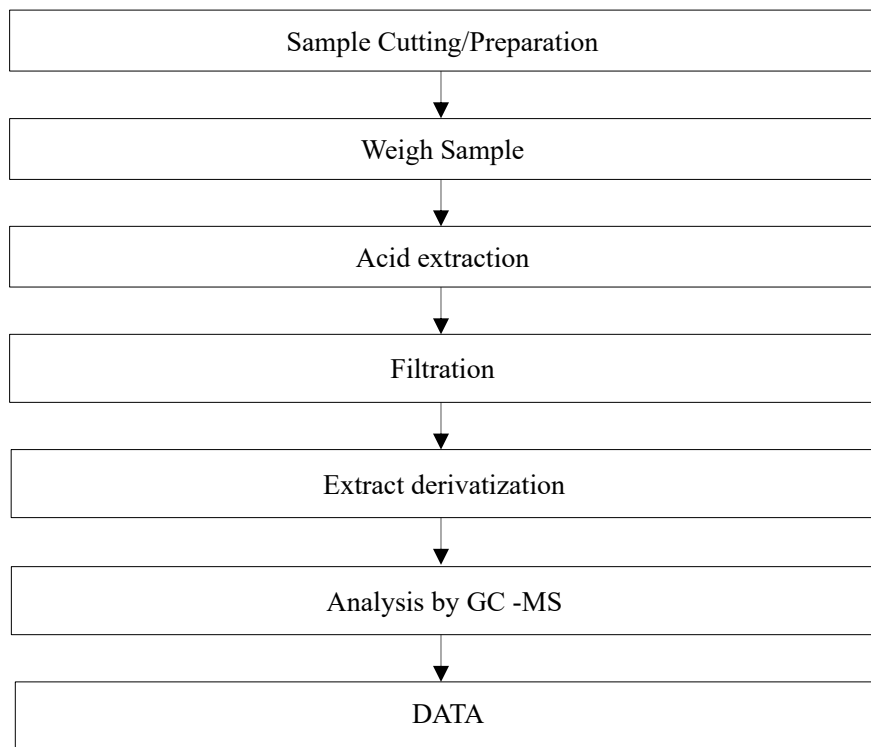 Sample Cutting/Preparation
Weigh Sample
Acid extraction
Filtration
Extract derivatization
Analysis by GC -MS
DATA